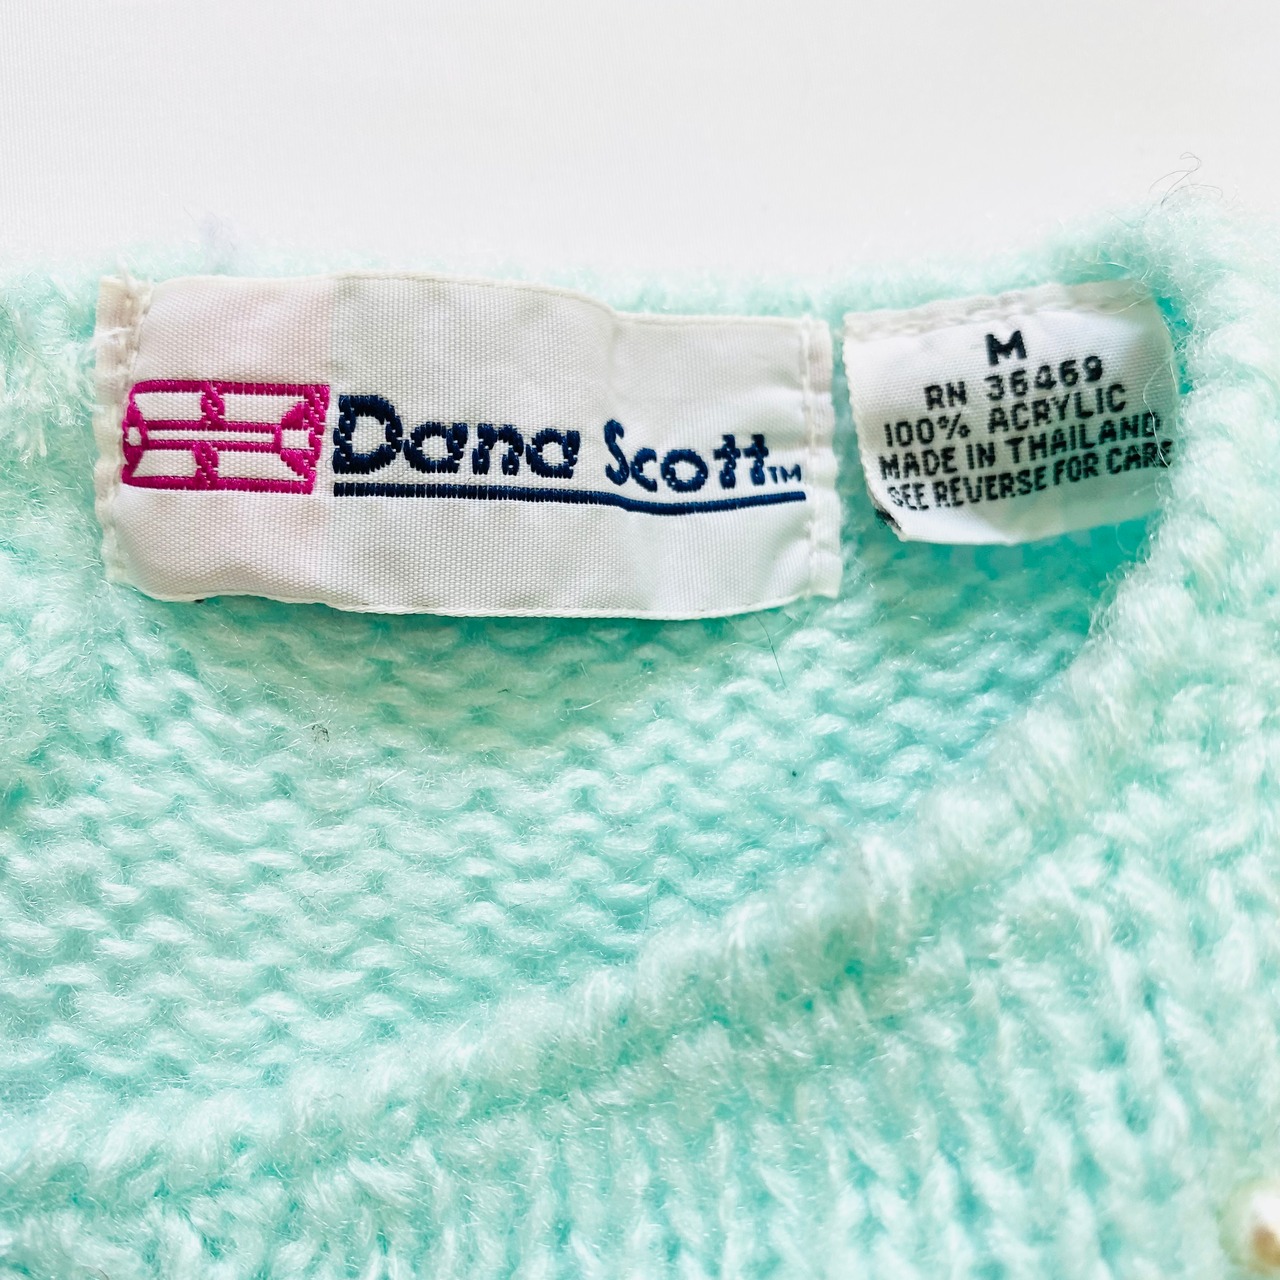 Dana Scott™
M
RN 36469
100% ACRYLIC
MADE IN THAILAND
SEE REVERSE FOR CARE